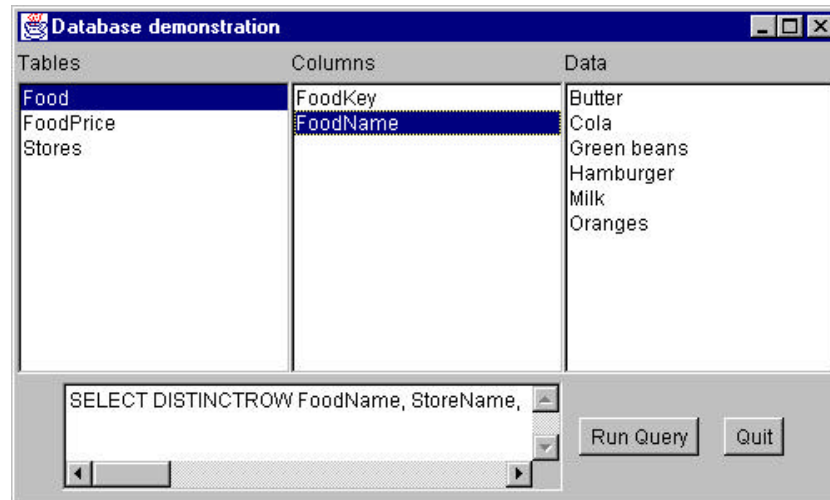 Database demonstration
Tables Columns Data
Food
FoodPrice
Stores
FoodKey
FoodName
Butter
Cola
Green beans
Hamburger
Milk
Oranges
SELECT DISTINCTROW FoodName, StoreName,
Run Query Quit